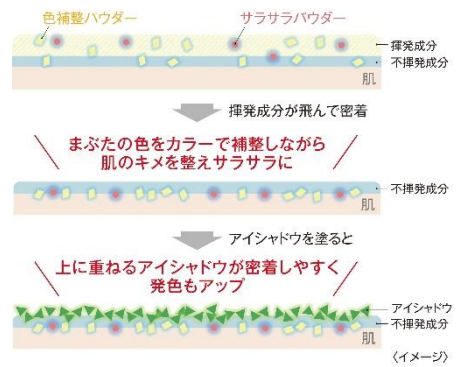 色補整パウダー
サラサラパウダー
揮発成分
不揮発成分
肌
揮発成分が飛んで密着
まぶたの色をカラーで補整しながら
肌のキメを整えサラサラに
不揮発成分
肌
アイシャドウを塗ると
上に重ねるアイシャドウが密着しやすく
発色もアップ
アイシャドウ
不揮発成分
肌
〈イメージ〉